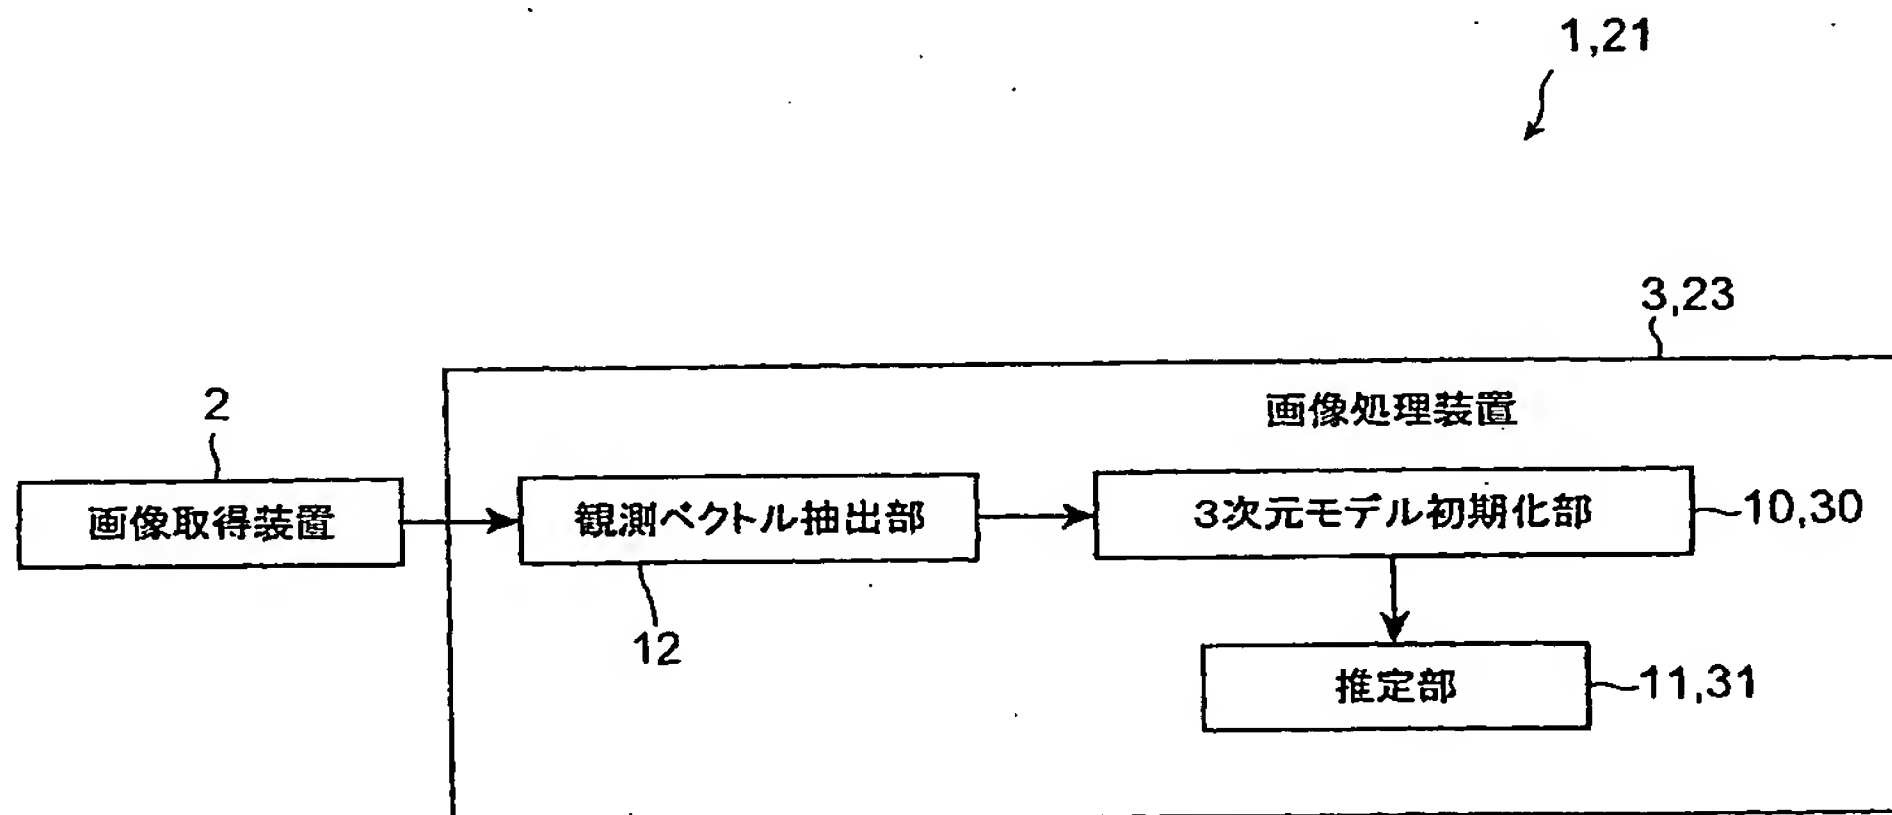 1,21
3,23
画像処理装置
2
画像取得装置
観測ベクトル抽出部
3次元モデル初期化部
10,30
12
推定部
11,31